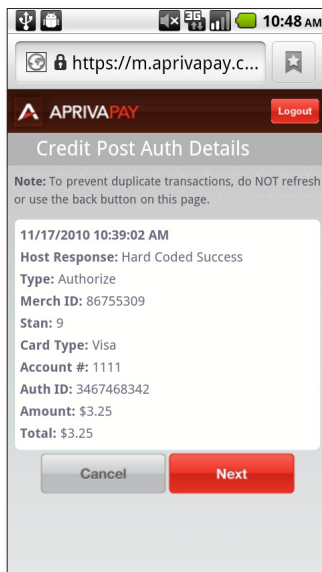 3G 10:48 AM
https://m.aprivapay.c...
APRIVAPAY Logout
Credit Post Auth Details
Note: To prevent duplicate transactions, do NOT refresh
or use the back button on this page.
11/17/2010 10:39:02 AM
Host Response: Hard Coded Success
Type: Authorize
Merch ID: 86755309
Stan: 9
Card Type: Visa
Account #: 1111
Auth ID: 3467468342
Amount: $3.25
Total: $3.25
Cancel Next